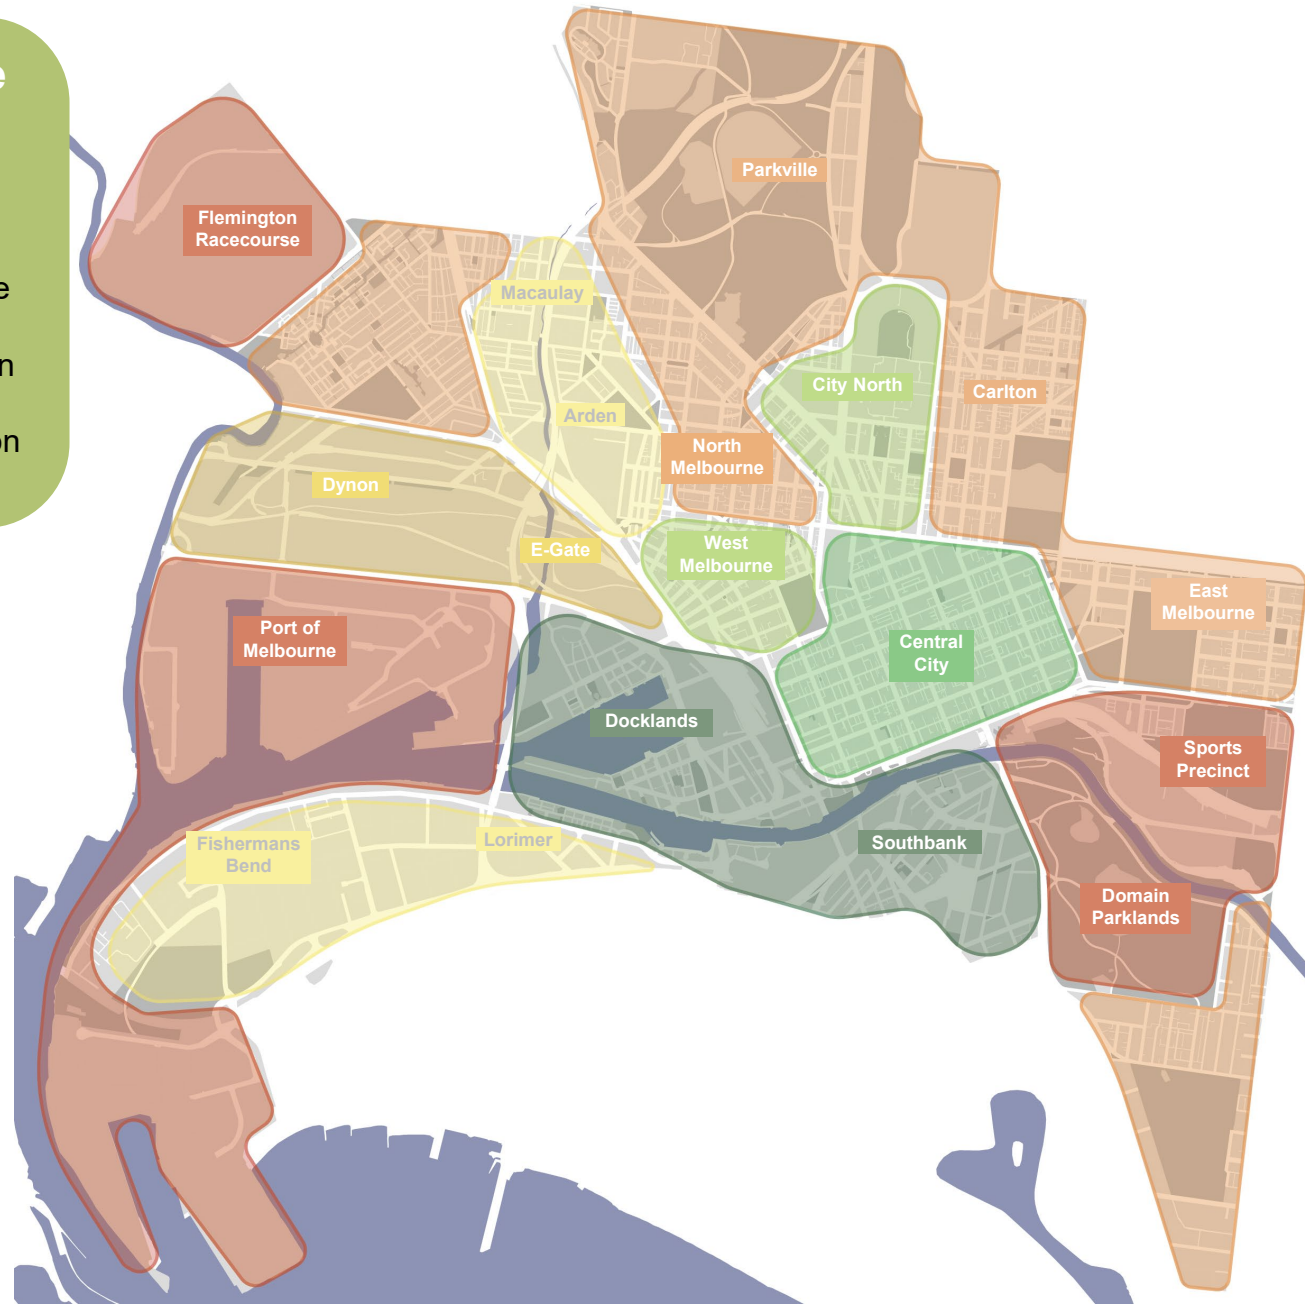 e
e
n
on
Parkville
Flemington
Racecourse
Macaulay
City North
Carlton
Arden
North
Melbourne
Dynon
E-Gate
West
Melbourne
East
Melbourne
Port of
Melbourne
Central
City
Docklands
Sports
Precinct
Fishermans
Bend
Lorimer
Southbank
Domain
Parklands